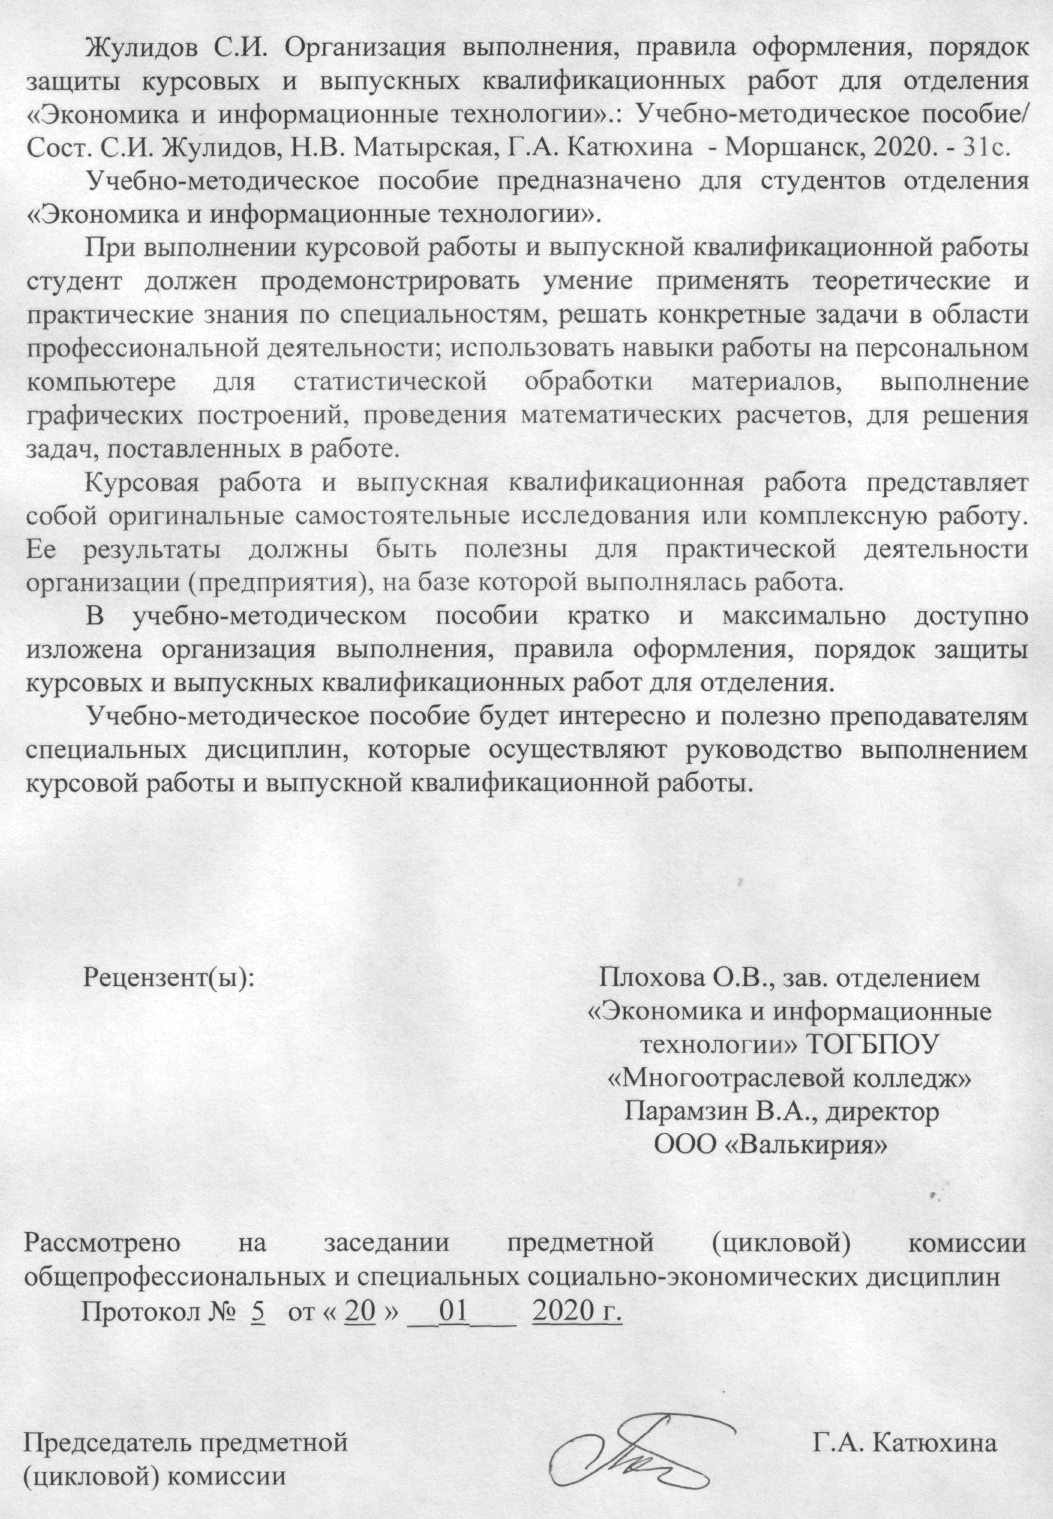 Жулидов С.И. Организация выполнения, правила оформления, порядок
защиты курсовых и выпускных квалификационных работ для отделения
«Экономика и информационные технологии».: Учебно-методическое пособие/
Сост. С.И. Жулидов, Н.В. Матырская, Г.А. Катюхина - Моршанск, 2020. - 31с.
Учебно-методическое пособие предназначено для студентов отделения
«Экономика и информационные технологии».
При выполнении курсовой работы и выпускной квалификационной работы
студент должен продемонстрировать умение применять теоретические и
практические знания по специальностям, решать конкретные задачи в области
профессиональной деятельности; использовать навыки работы на персональном
компьютере для статистической обработки материалов, выполнение
графических построений, проведения математических расчетов, для решения
задач, поставленных в работе.
Курсовая работа и выпускная квалификационная работа представляет
собой оригинальные самостоятельные исследования или комплексную работу.
Ее результаты должны быть полезны для практической деятельности
организации (предприятия), на базе которой выполнялась работа.
В учебно-методическом пособии кратко и максимально доступно
изложена организация выполнения, правила оформления, порядок защиты
курсовых и выпускных квалификационных работ для отделения.
Учебно-методическое пособие будет интересно и полезно преподавателям
специальных дисциплин, которые осуществляют руководство выполнением
курсовой работы и выпускной квалификационной работы.
Рецензент(ы): Плохова О.В., зав. отделением
«Экономика и информационные
технологии» ТОГБПОУ
«Многоотраслевой колледж»
Парамзин В.А., директор
ООО «Валькирия»
Рассмотрено на заседании предметной (цикловой) комиссии
общепрофессиональных и специальных социально-экономических дисциплин
Протокол № 5 от « 20 » __01___ 2020 г.
Председатель предметной Г.А. Катюхина
(цикловой) комиссии